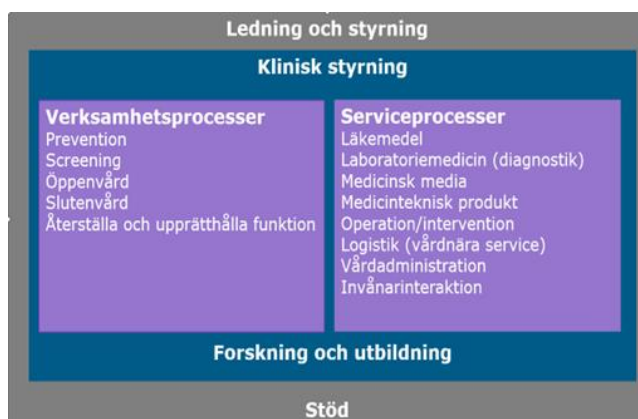 Ledning och styrning
Klinisk styrning
Verksamhetsprocesser
Prevention
Screening
Öppenvård
Slutenvård
Återställa och upprätthålla funktion
Serviceprocesser
Läkemedel
Laboratoriemedicin (diagnostik)
Medicinsk media
Medicinteknisk produkt
Operation/intervention
Logistik (vårdnära service)
Vårdadministration
Invånarinteraktion
Forskning och utbildning
Stöd